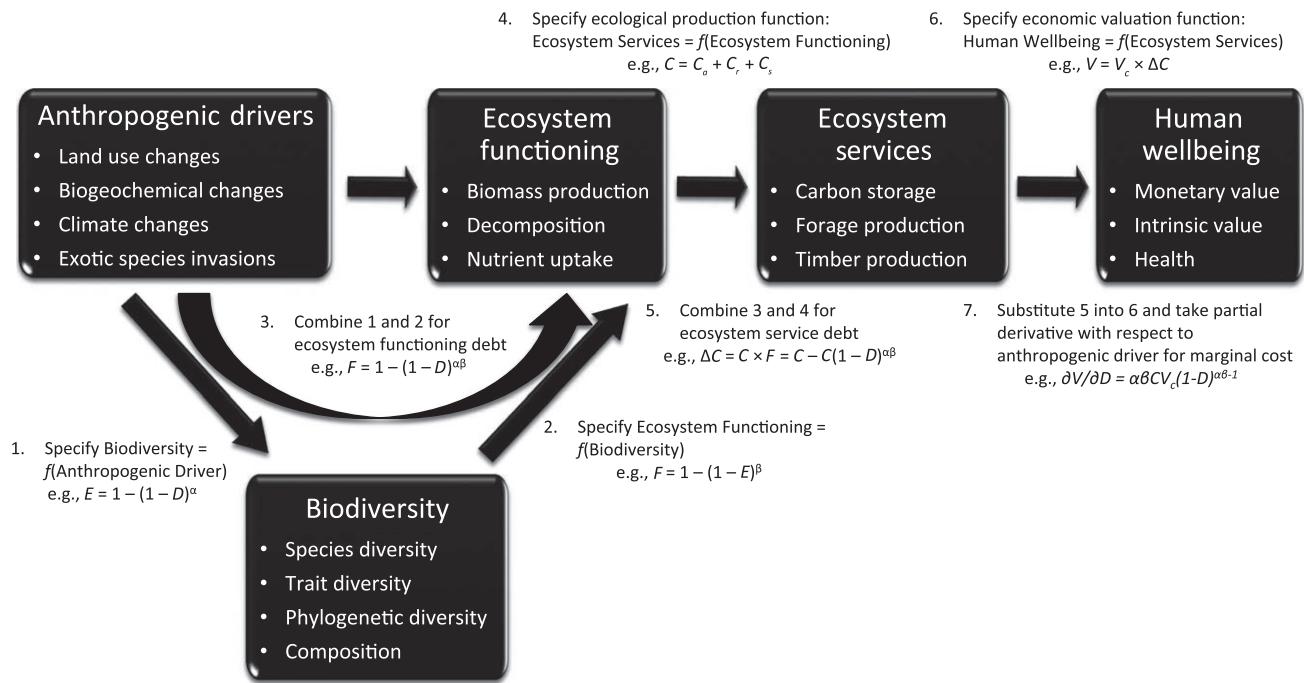 4. Specify ecological production function:
Ecosystem Services = f(Ecosystem Functioning)
e.g., C = Cₐ + Cᵣ + Cₛ
6. Specify economic valuation function:
Human Wellbeing = f(Ecosystem Services)
e.g., V = V_c × ΔC
Anthropogenic drivers
• Land use changes
• Biogeochemical changes
• Climate changes
• Exotic species invasions
Ecosystem
functioning
• Biomass production
• Decomposition
• Nutrient uptake
Ecosystem
services
• Carbon storage
• Forage production
• Timber production
Human
wellbeing
• Monetary value
• Intrinsic value
• Health
3. Combine 1 and 2 for
ecosystem functioning debt
e.g., F = 1 – (1 – D)^αβ
5. Combine 3 and 4 for
ecosystem service debt
e.g., ΔC = C × F = C – C(1 – D)^αβ
7. Substitute 5 into 6 and take partial
derivative with respect to
anthropogenic driver for marginal cost
e.g., ∂V/∂D = αβCV_c(1-D)^αβ-1
1. Specify Biodiversity =
f(Anthropogenic Driver)
e.g., E = 1 – (1 – D)^α
2. Specify Ecosystem Functioning =
f(Biodiversity)
e.g., F = 1 – (1 – E)^β
Biodiversity
• Species diversity
• Trait diversity
• Phylogenetic diversity
• Composition